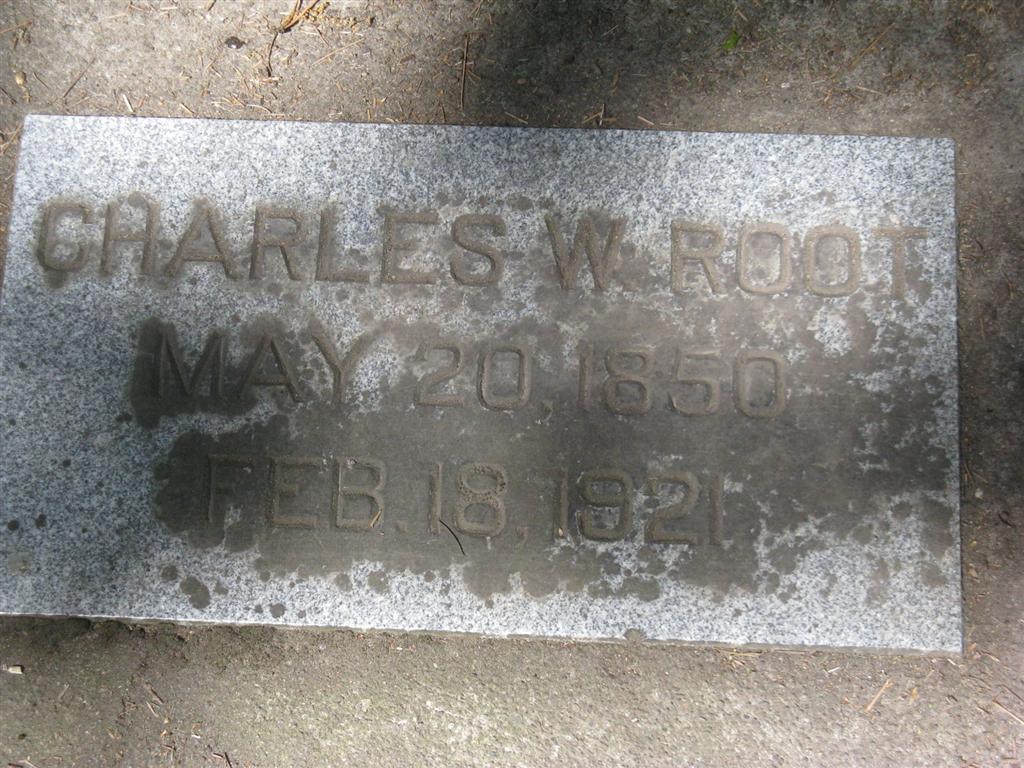 CHARLES W. ROOT
MAY 20, 1850
FEB. 18, 1921